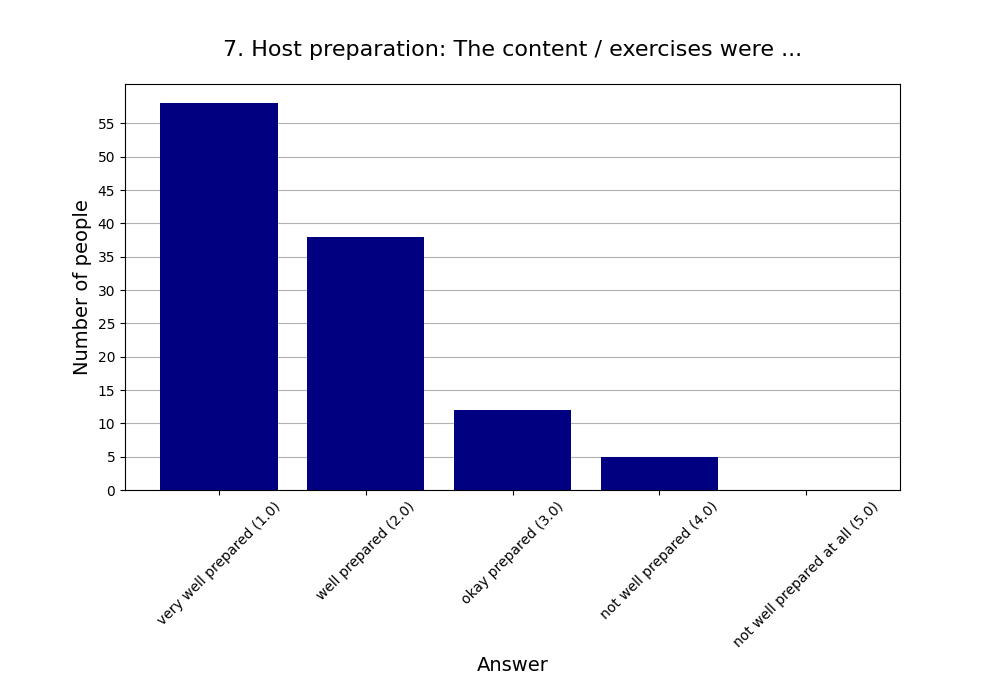 7. Host preparation: The content / exercises were ...
Number of people
55
50
45
40
35
30
25
20
15
10
5
0
very well prepared (1.0)
well prepared (2.0)
okay prepared (3.0)
not well prepared (4.0)
not well prepared at all (5.0)
Answer